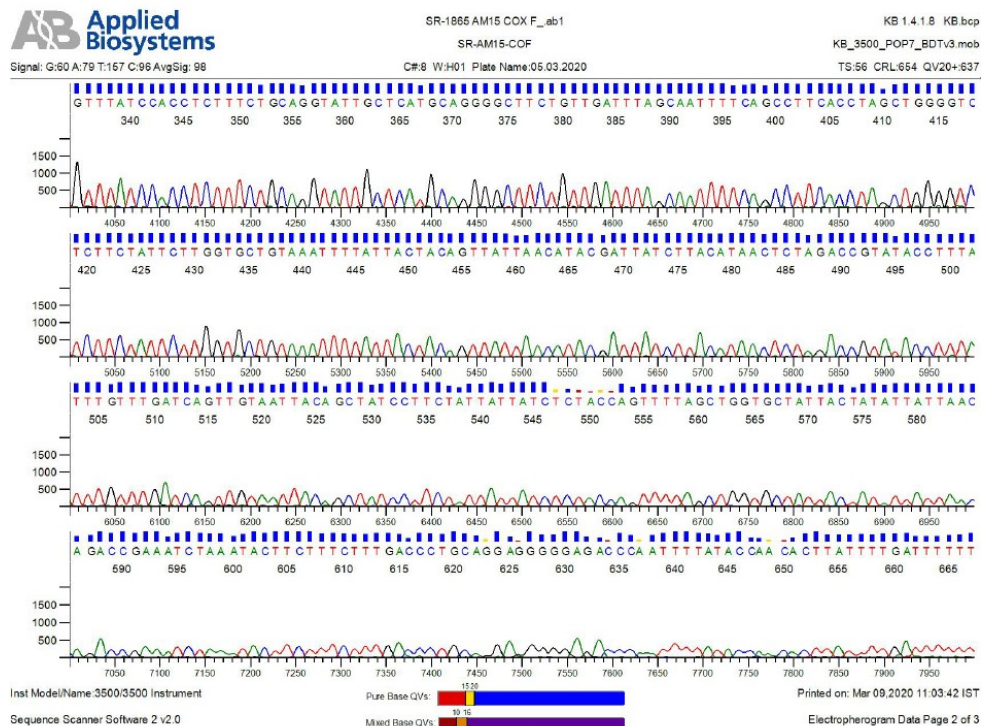 AB Applied Biosystems
SR-1865 AM15 COX F_.ab1
KB 1.4.1.8 KB.bcp
SR-AM15-COF
KB_3500_POP7_BDTv3.mob
Signal: G:60 A:79 T:157 C:96 AvgSig: 98
C#:8 W:H01 Plate Name:05.03.2020
TS:56 CRL:654 QV20+:637
GTTTATCCACCTCTTTCTGCAGGTATTGCTCATGCAGGGGCTTCTGTTGATTTAGCAATTTTCAGCCTTCACCTAGCTGGGGTC
340 345 350 355 360 365 370 375 380 385 390 395 400 405 410 415
1500
1000
500
4050 4100 4150 4200 4250 4300 4350 4400 4450 4500 4550 4600 4650 4700 4750 4800 4850 4900 4950
TCTTCTATTCTTGGTGCTGTAAATTTTATTACTACAGTTATTAACATACGATTATCTTACATAACTCTAGACCGTATACCTTTA
420 425 430 435 440 445 450 455 460 465 470 475 480 485 490 495 500
1500
1000
500
5050 5100 5150 5200 5250 5300 5350 5400 5450 5500 5550 5600 5650 5700 5750 5800 5850 5900 5950
TTTGTTTGATCAGTTGTAATTACAGCTATCCTTCTATTATTATCTCTACCAGTTTTAGCTGGTGCTATTACTATATTATTAAC
505 510 515 520 525 530 535 540 545 550 555 560 565 570 575 580
1500
1000
500
6050 6100 6150 6200 6250 6300 6350 6400 6450 6500 6550 6600 6650 6700 6750 6800 6850 6900 6950
AGACCGAAATCTAAATACTTCTTTCTTTGACCCTGCAGGAGGGGGAGACCCAATTTTATACCAACACTTATTTTTGATTTTTT
590 595 600 605 610 615 620 625 630 635 640 645 650 655 660 665
1500
1000
500
7050 7100 7150 7200 7250 7300 7350 7400 7450 7500 7550 7600 7650 7700 7750 7800 7850 7900 7950
Inst Model/Name:3500/3500 Instrument
Pure Base QVs: 15 20
Printed on: Mar 09,2020 11:03:42 IST
Sequence Scanner Software 2 v2.0
Mixed Base QVs: 10 16
Electropherogram Data Page 2 of 3